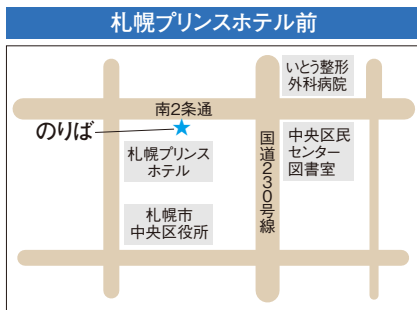 札幌プリンスホテル前
いとう整形
外科病院
南2条通
のりば
札幌プリンス
ホテル
国道230号線
中央区民
センター
図書室
札幌市
中央区役所